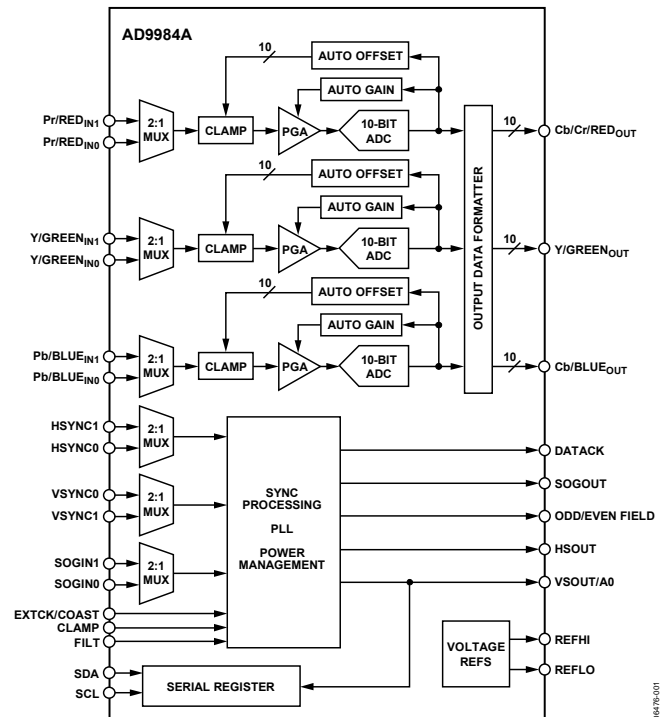 AD9984A
10
AUTO OFFSET
AUTO GAIN
Pr/RED_IN1
Pr/RED_IN0
2:1
MUX
CLAMP
PGA
10-BIT
ADC
10
Cb/Cr/RED_OUT
10
AUTO OFFSET
AUTO GAIN
Y/GREEN_IN1
Y/GREEN_IN0
2:1
MUX
CLAMP
PGA
10-BIT
ADC
OUTPUT DATA FORMATTER
10
Y/GREEN_OUT
10
AUTO OFFSET
AUTO GAIN
Pb/BLUE_IN1
Pb/BLUE_IN0
2:1
MUX
CLAMP
PGA
10-BIT
ADC
10
Cb/BLUE_OUT
HSYNC1
HSYNC0
2:1
MUX
VSYNC0
VSYNC1
2:1
MUX
SOGIN1
SOGIN0
2:1
MUX
EXTCK/COAST
CLAMP
FILT
SYNC
PROCESSING
PLL
POWER
MANAGEMENT
DATACK
SOGOUT
ODD/EVEN FIELD
HSOUT
VSOUT/A0
SDA
SCL
SERIAL REGISTER
VOLTAGE
REFS
REFHI
REFLO
06476-001